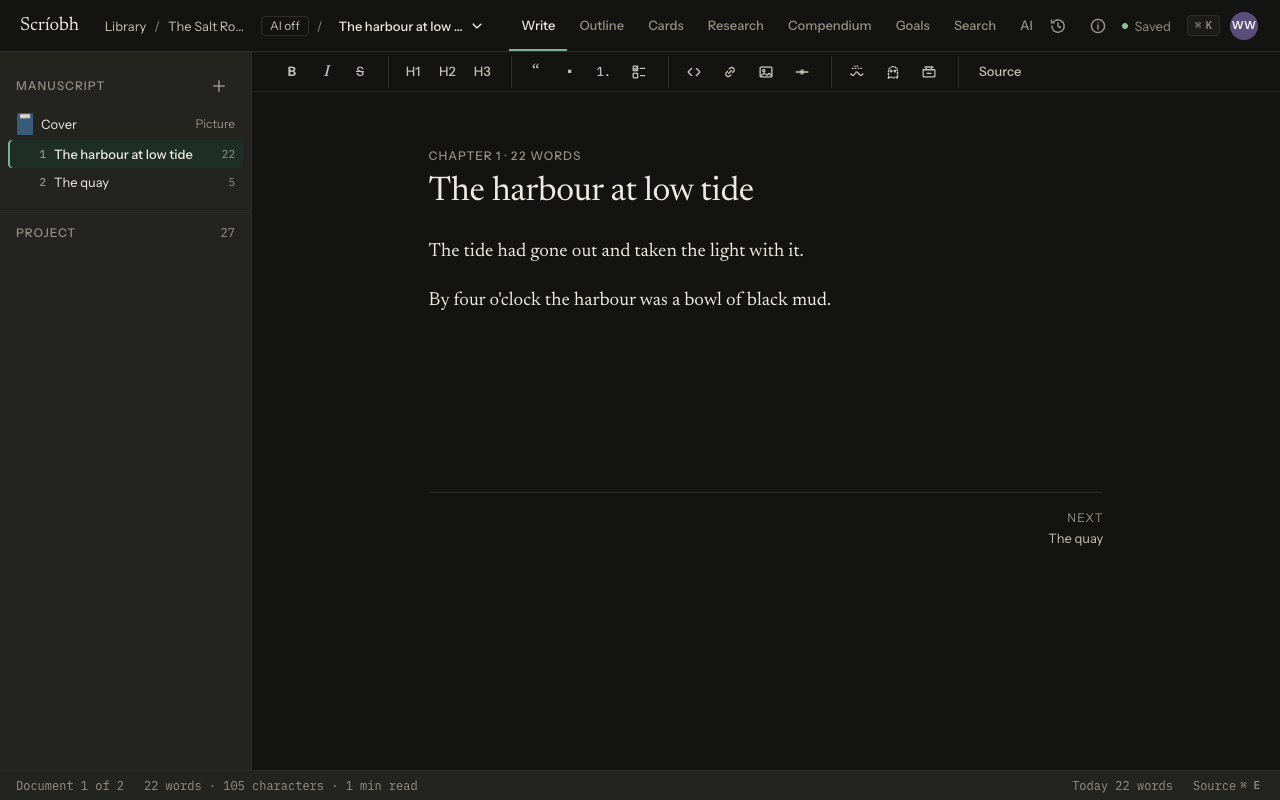 Scríobh
Library / The Salt Ro… AI off / The harbour at low …
Write Outline Cards Research Compendium Goals Search AI
Saved ⌘ K WW
B I S H1 H2 H3 “ ▪ 1. Source
MANUSCRIPT
Cover Picture
1 The harbour at low tide 22
2 The quay 5
PROJECT 27
CHAPTER 1 · 22 WORDS
The harbour at low tide
The tide had gone out and taken the light with it.
By four o'clock the harbour was a bowl of black mud.
NEXT
The quay
Document 1 of 2 22 words · 105 characters · 1 min read
Today 22 words Source ⌘ E